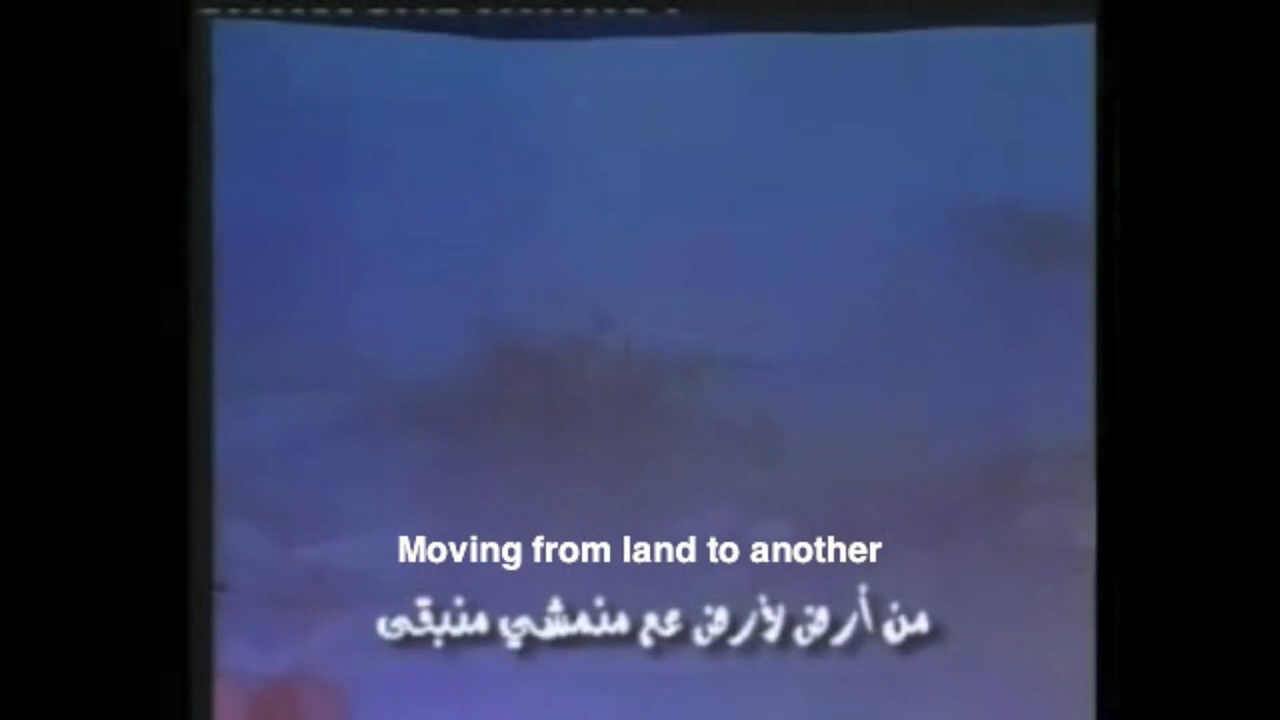 Moving from land to another
من أرض لأرض عم منمشي منبقى